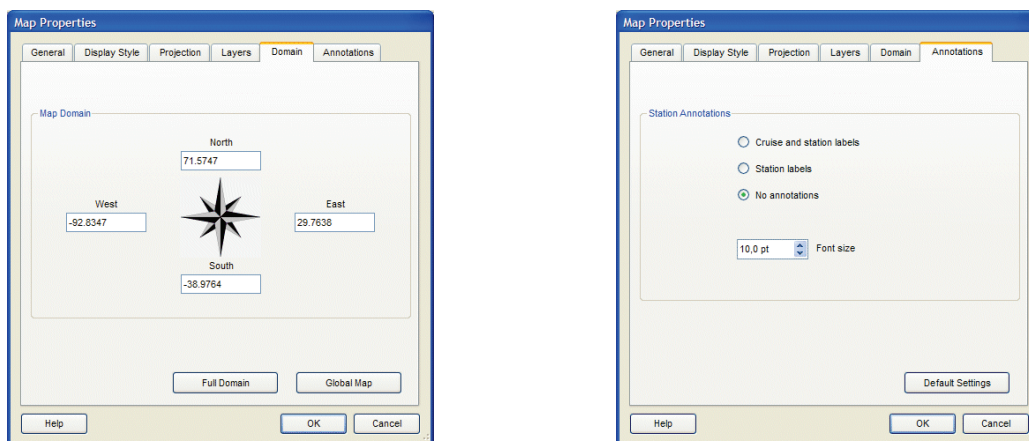 Map Properties
General Display Style Projection Layers Domain Annotations
Map Domain
North
71.5747
West East
-92.8347 29.7638
South
-38.9764
Full Domain Global Map
Help OK Cancel
Map Properties
General Display Style Projection Layers Domain Annotations
Station Annotations
Cruise and station labels
Station labels
No annotations
10,0 pt Font size
Default Settings
Help OK Cancel